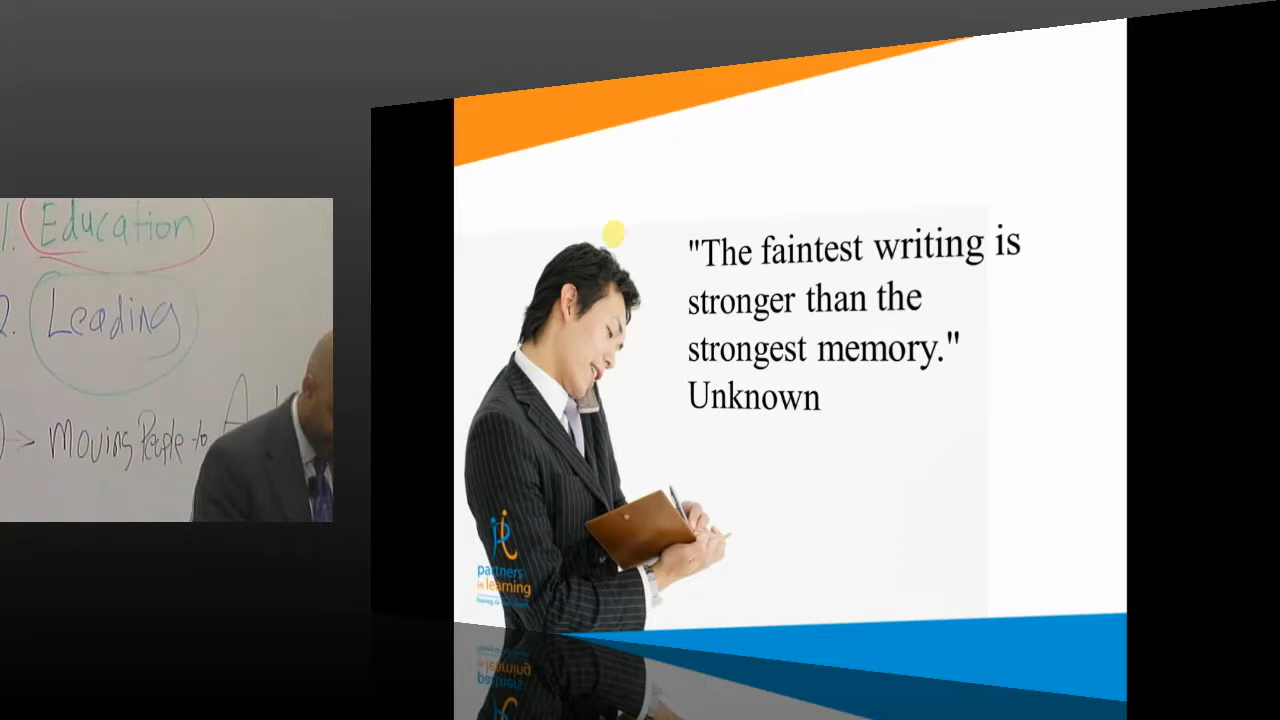 1. Education
2. Leading
-> Moving People to
"The faintest writing is
stronger than the
strongest memory."
Unknown
partners
in learning